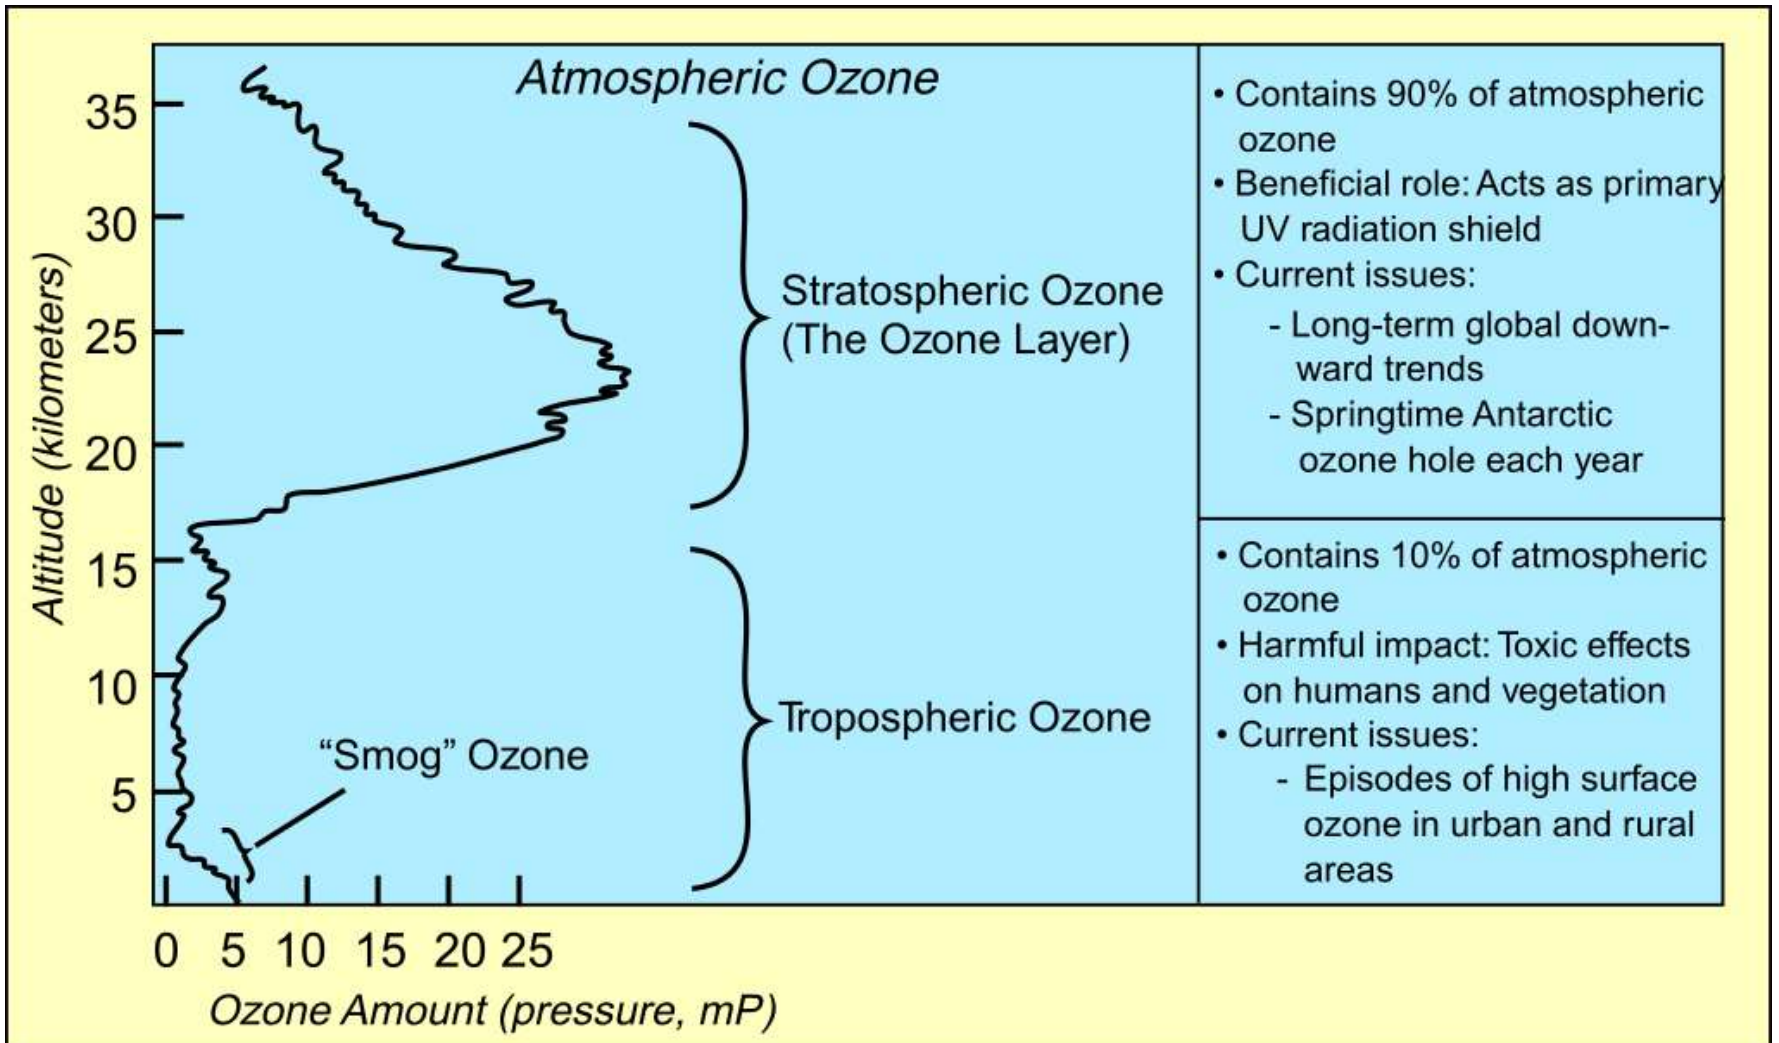 Atmospheric Ozone
35
30
25
20
15
10
5
Altitude (kilometers)
Stratospheric Ozone
(The Ozone Layer)
Tropospheric Ozone
“Smog” Ozone
0 5 10 15 20 25
Ozone Amount (pressure, mP)
• Contains 90% of atmospheric
ozone
• Beneficial role: Acts as primary
UV radiation shield
• Current issues:
- Long-term global down-
ward trends
- Springtime Antarctic
ozone hole each year
• Contains 10% of atmospheric
ozone
• Harmful impact: Toxic effects
on humans and vegetation
• Current issues:
- Episodes of high surface
ozone in urban and rural
areas